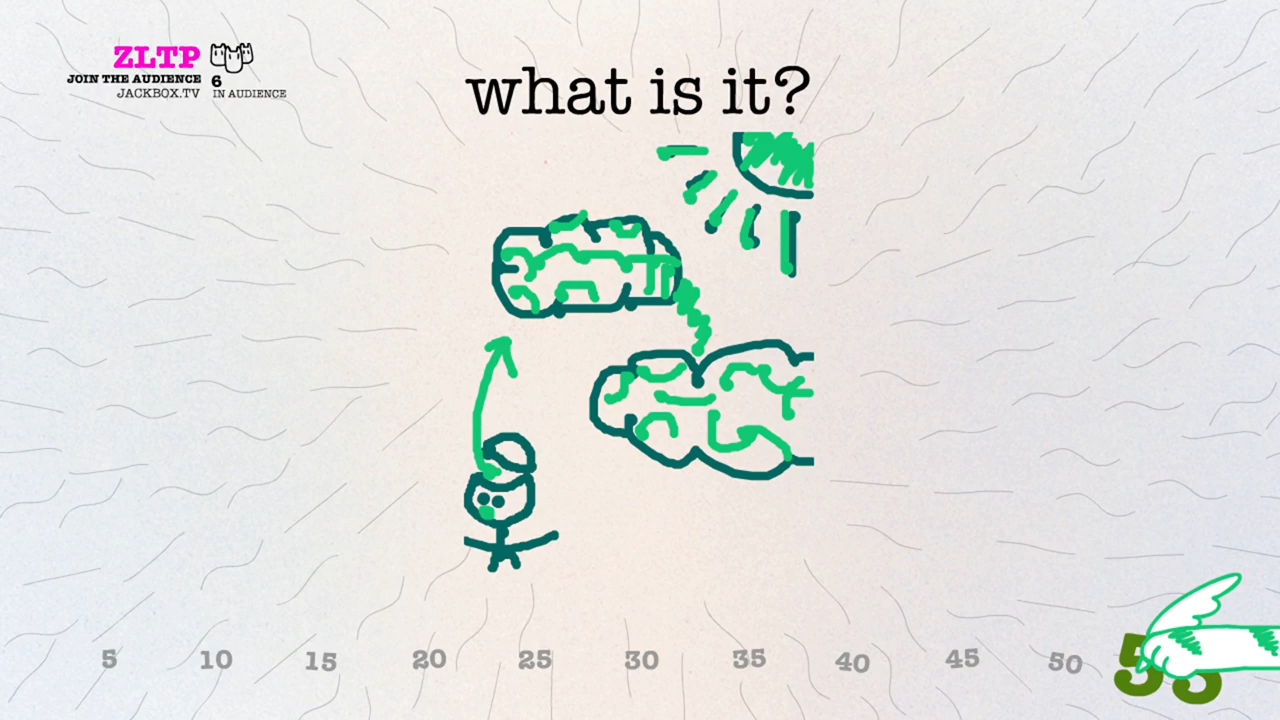 ZLTP
JOIN THE AUDIENCE 6
JACKBOX.TV IN AUDIENCE
what is it?
5 10 15 20 25 30 35 40 45 50